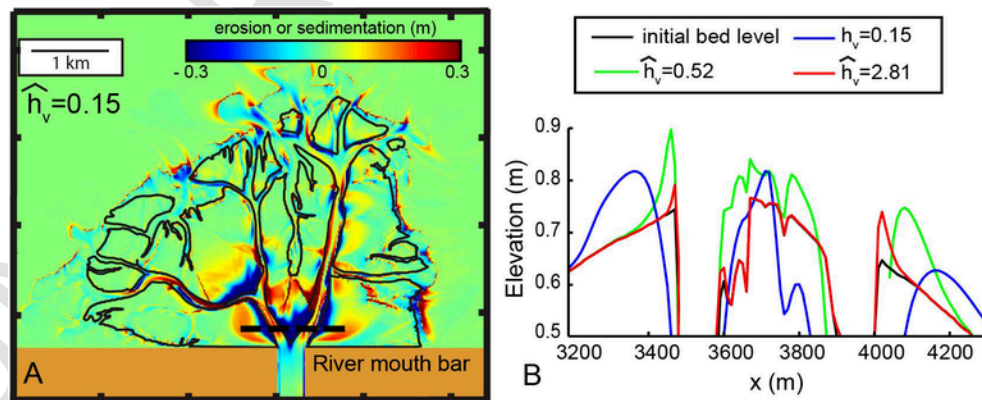 erosion or sedimentation (m)
1 km
- 0.3 0 0.3
ĥv=0.15
A
River mouth bar
initial bed level hv=0.15
ĥv=0.52 ĥv=2.81
Elevation (m)
0.9
0.8
0.7
0.6
0.5
3200 3400 3600 3800 4000 4200
B
x (m)